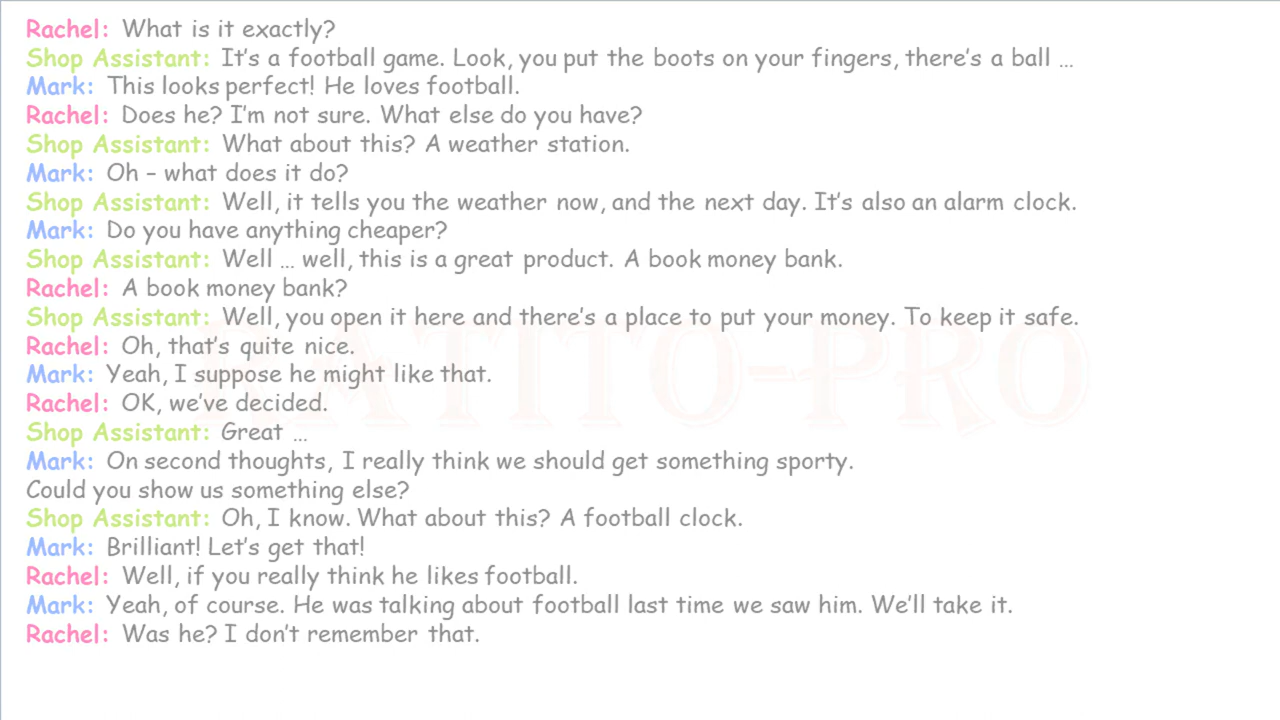 Rachel: What is it exactly?
Shop Assistant: It's a football game. Look, you put the boots on your fingers, there's a ball …
Mark: This looks perfect! He loves football.
Rachel: Does he? I'm not sure. What else do you have?
Shop Assistant: What about this? A weather station.
Mark: Oh – what does it do?
Shop Assistant: Well, it tells you the weather now, and the next day. It's also an alarm clock.
Mark: Do you have anything cheaper?
Shop Assistant: Well … well, this is a great product. A book money bank.
Rachel: A book money bank?
Shop Assistant: Well, you open it here and there's a place to put your money. To keep it safe.
Rachel: Oh, that's quite nice.
Mark: Yeah, I suppose he might like that.
Rachel: OK, we've decided.
Shop Assistant: Great …
Mark: On second thoughts, I really think we should get something sporty.
Could you show us something else?
Shop Assistant: Oh, I know. What about this? A football clock.
Mark: Brilliant! Let's get that!
Rachel: Well, if you really think he likes football.
Mark: Yeah, of course. He was talking about football last time we saw him. We'll take it.
Rachel: Was he? I don't remember that.